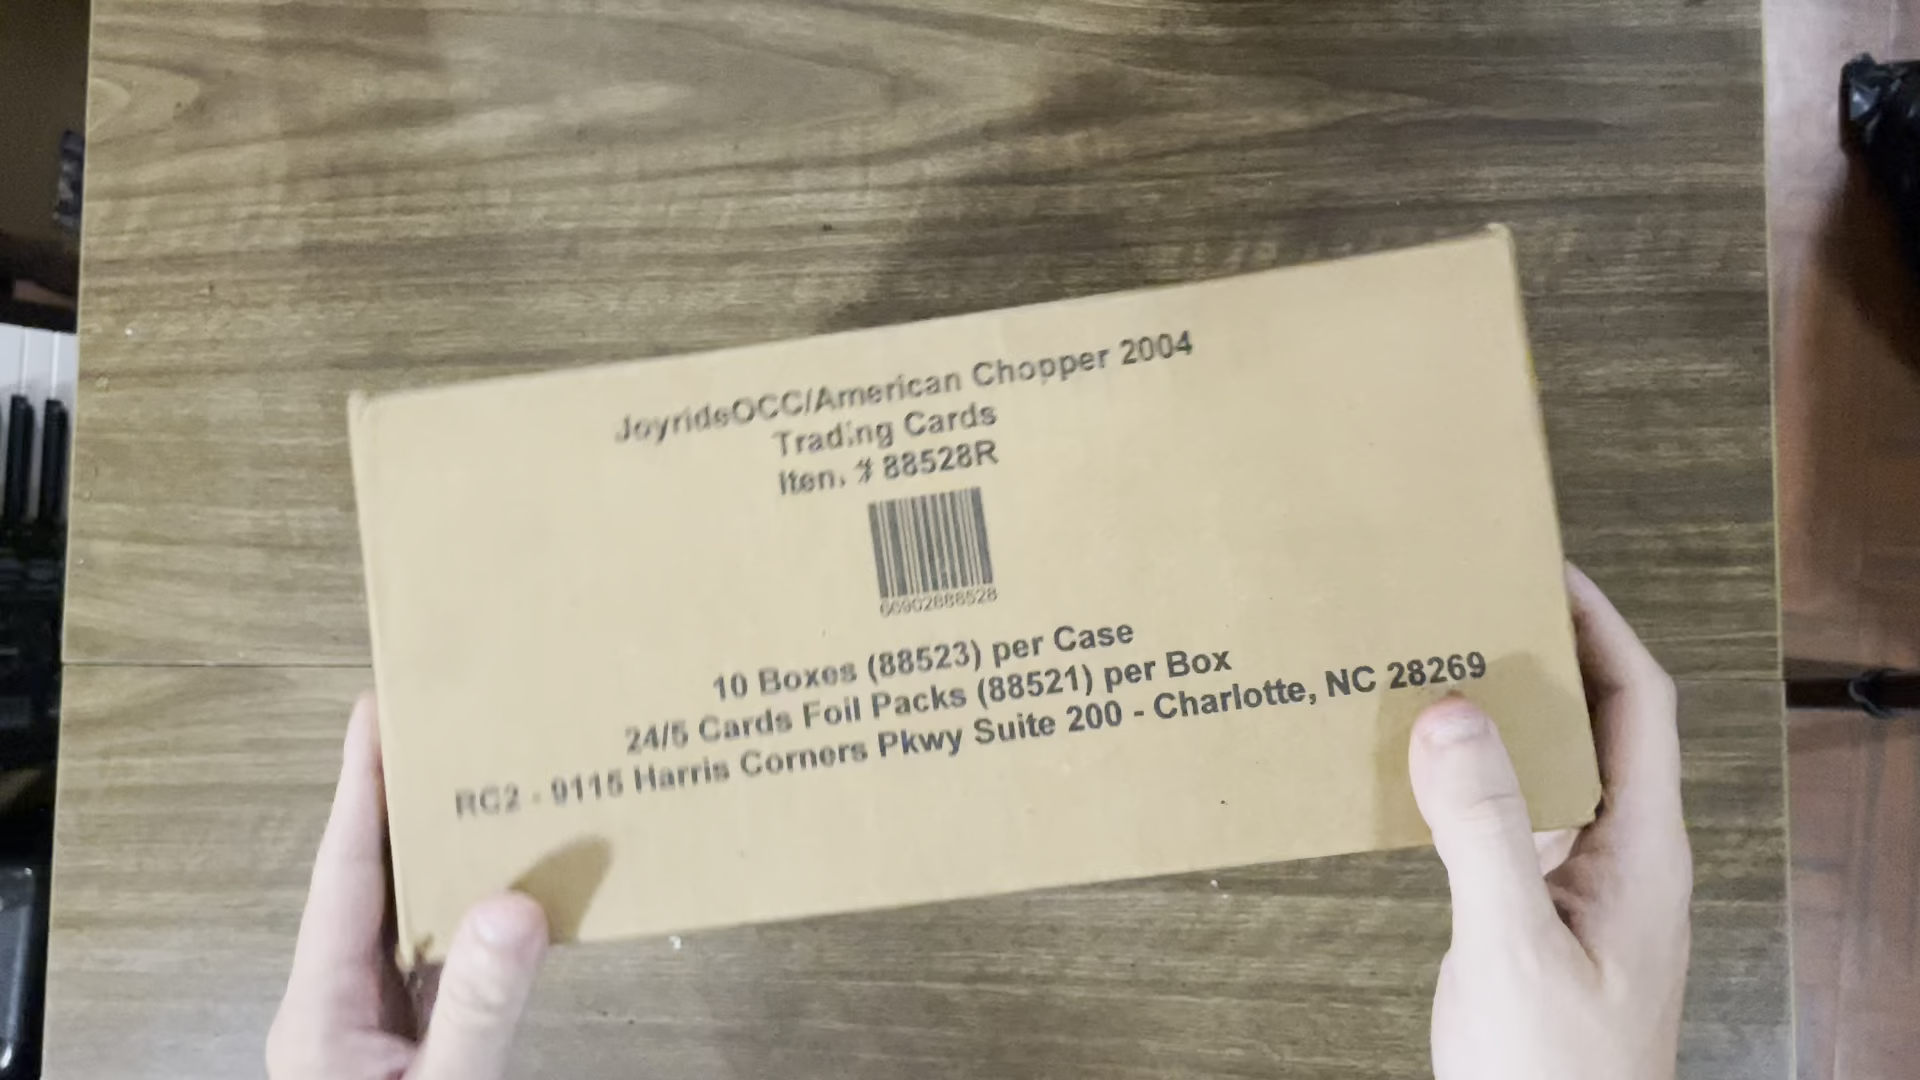 JoyrideOCC/American Chopper 2004
Trading Cards
Item # 88528R
10 Boxes (88523) per Case
24/5 Cards Foil Packs (88521) per Box
RC2 - 9115 Harris Corners Pkwy Suite 200 - Charlotte, NC 28269